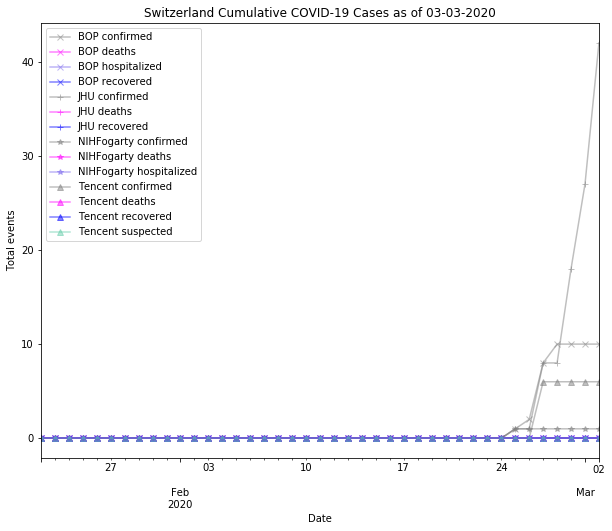 Switzerland Cumulative COVID-19 Cases as of 03-03-2020
BOP confirmed
BOP deaths
BOP hospitalized
BOP recovered
JHU confirmed
JHU deaths
JHU recovered
NIHFogarty confirmed
NIHFogarty deaths
NIHFogarty hospitalized
Tencent confirmed
Tencent deaths
Tencent recovered
Tencent suspected
Total events
40
30
20
10
0
27 03 10 17 24 02
Feb Mar
2020
Date